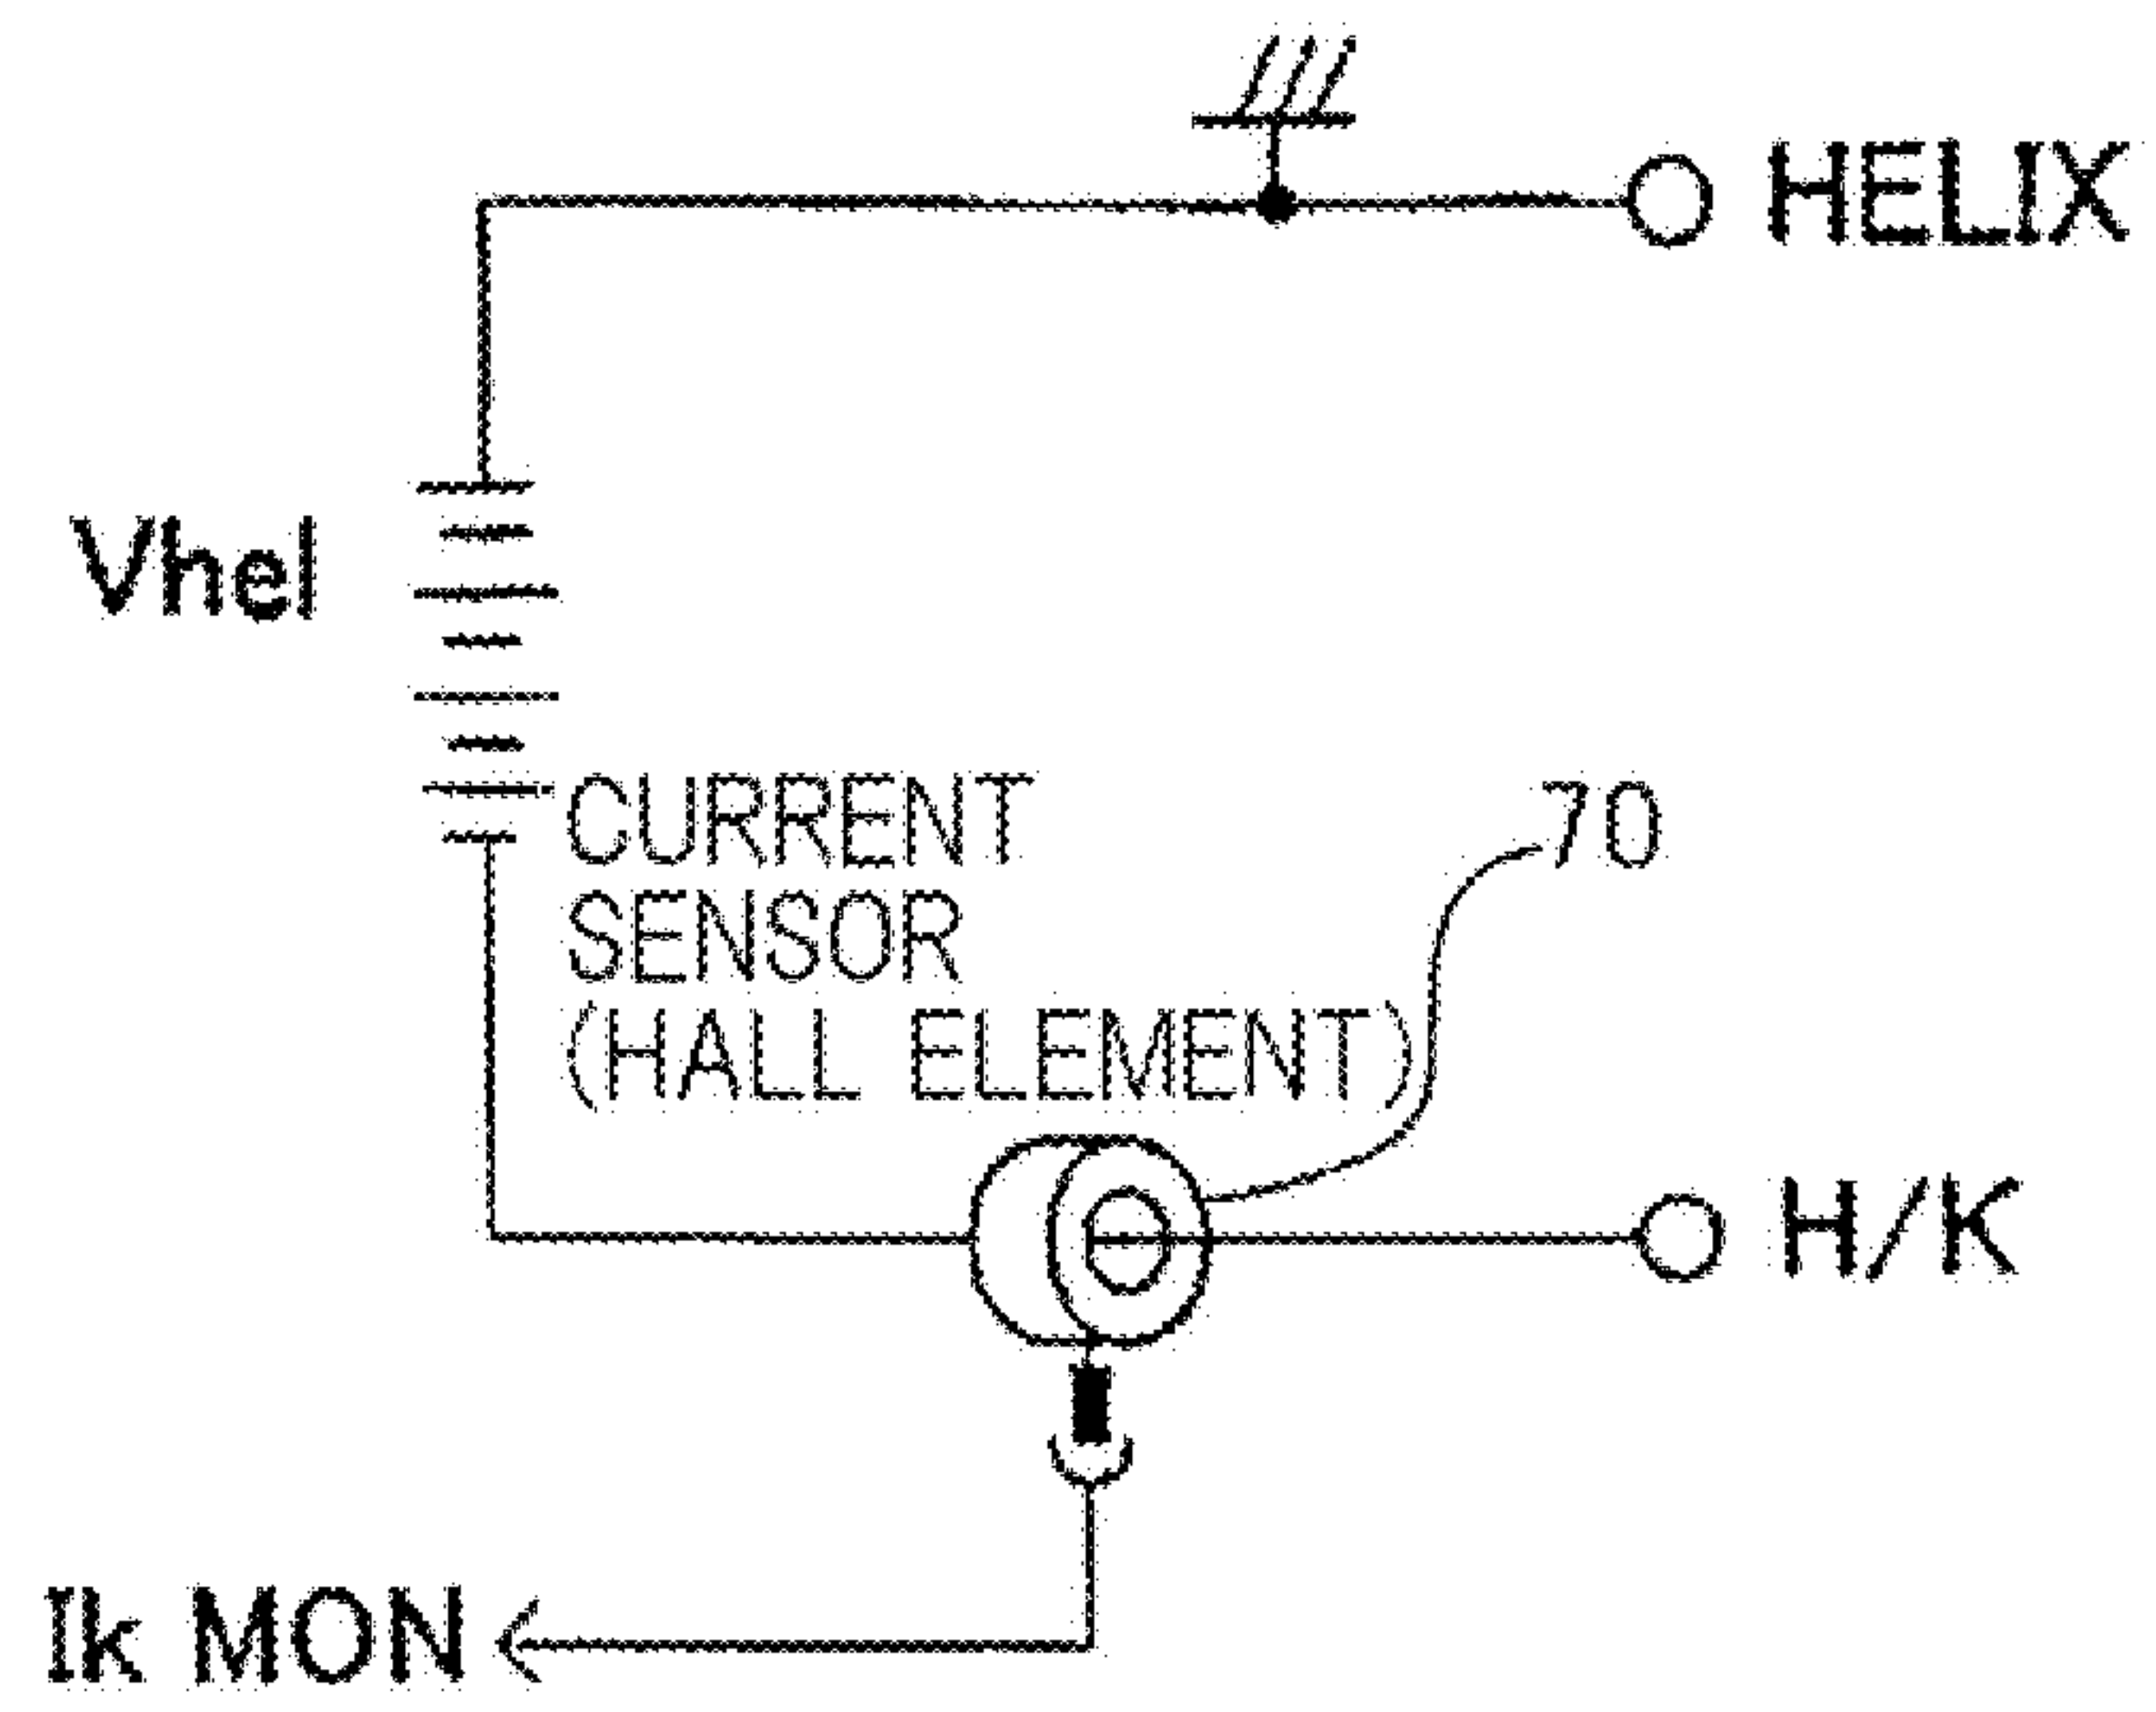 HELIX
Vhel
CURRENT
SENSOR
(HALL ELEMENT)
70
H/K
Ik MON